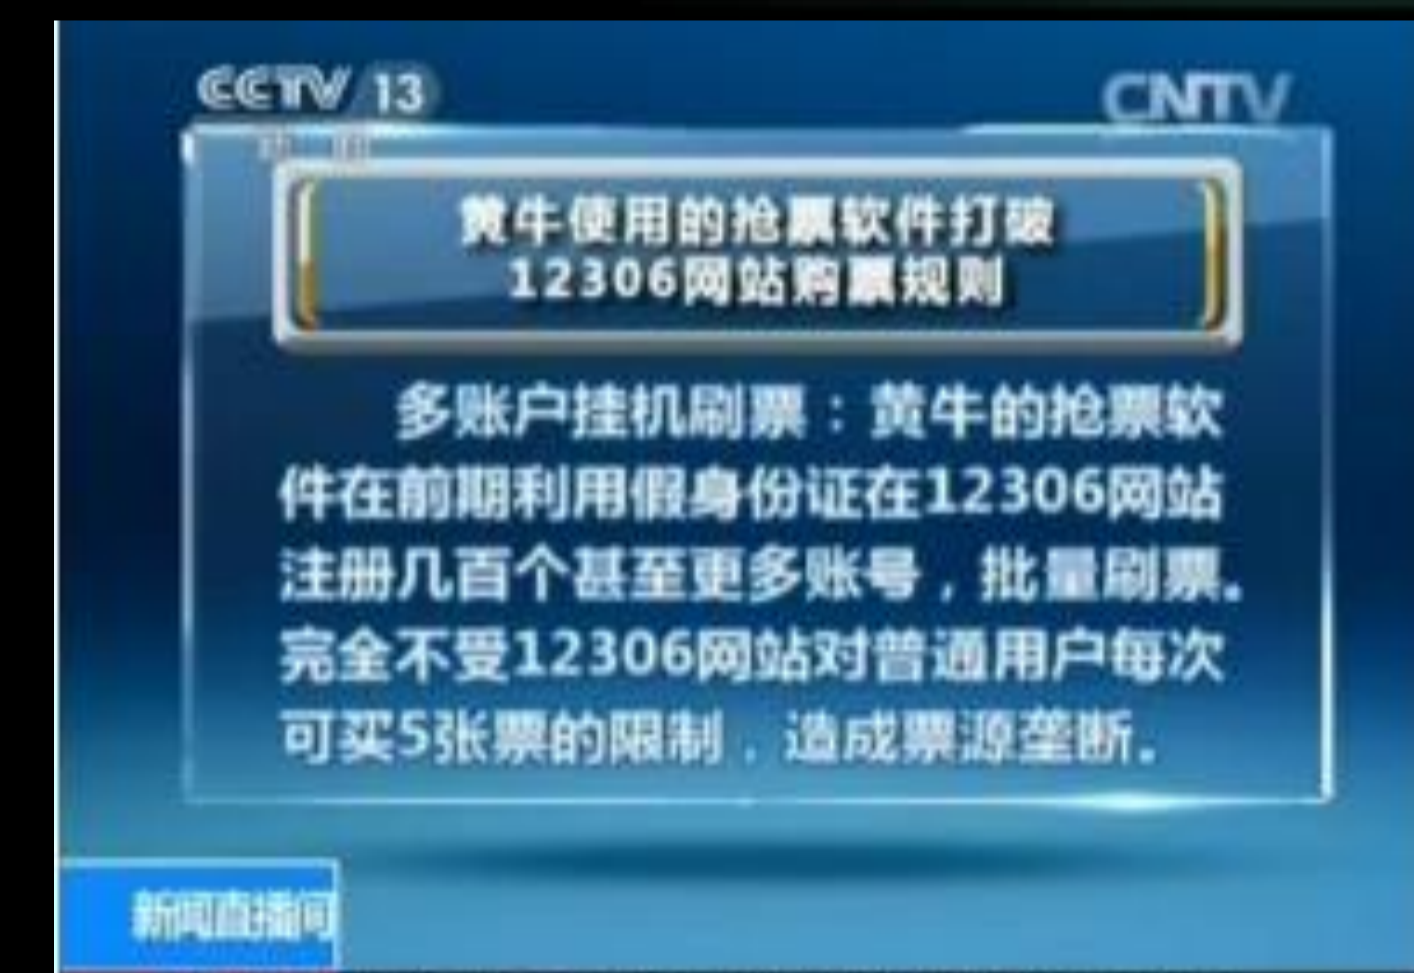 CCTV 13
CNTV
黄牛使用的抢票软件打破
12306网站购票规则
多账户挂机刷票：黄牛的抢票软
件在前期利用假身份证在12306网站
注册几百个甚至更多账号，批量刷票。
完全不受12306网站对普通用户每次
可买5张票的限制，造成票源垄断。
新闻直播间